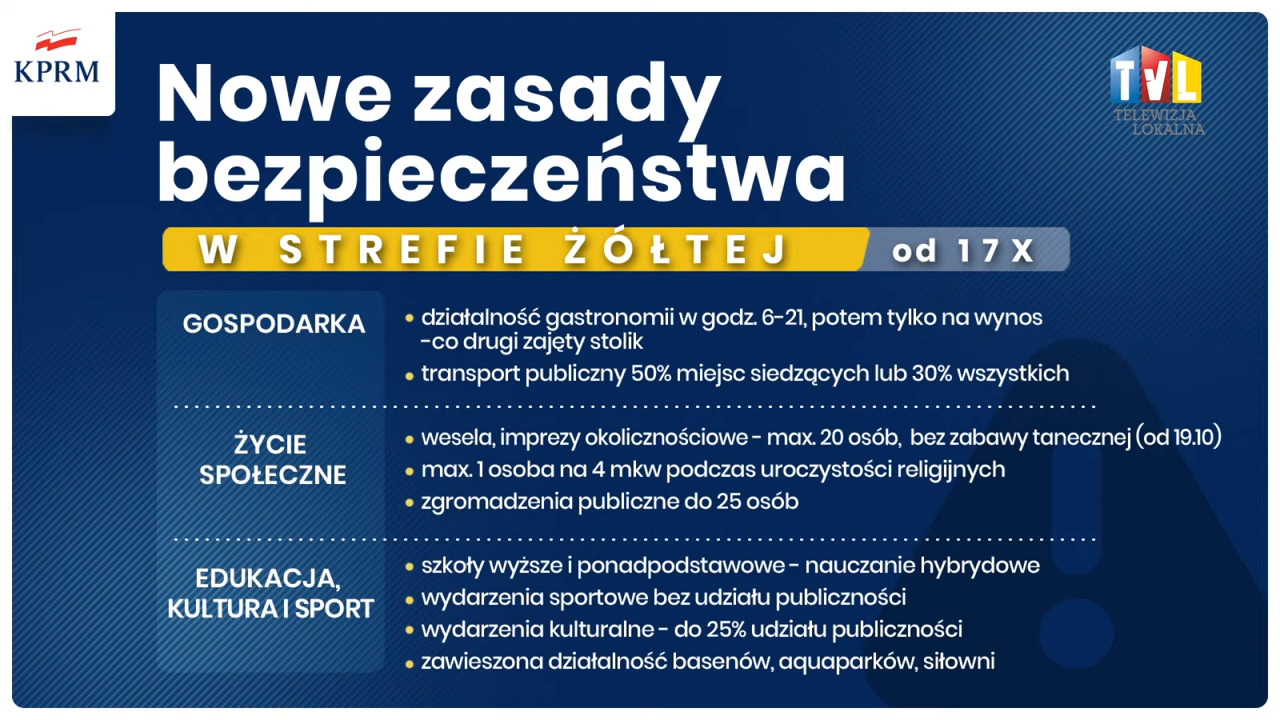 KPRM
TVL
TELEWIZJA
LOKALNA
Nowe zasady
bezpieczeństwa
W STREFIE ŻÓŁTEJ od 17 X
GOSPODARKA
• działalność gastronomii w godz. 6-21, potem tylko na wynos
-co drugi zajęty stolik
• transport publiczny 50% miejsc siedzących lub 30% wszystkich
ŻYCIE
SPOŁECZNE
• wesela, imprezy okolicznościowe - max. 20 osób, bez zabawy tanecznej (od 19.10)
• max. 1 osoba na 4 mkw podczas uroczystości religijnych
• zgromadzenia publiczne do 25 osób
EDUKACJA,
KULTURA I SPORT
• szkoły wyższe i ponadpodstawowe - nauczanie hybrydowe
• wydarzenia sportowe bez udziału publiczności
• wydarzenia kulturalne - do 25% udziału publiczności
• zawieszona działalność basenów, aquaparków, siłowni